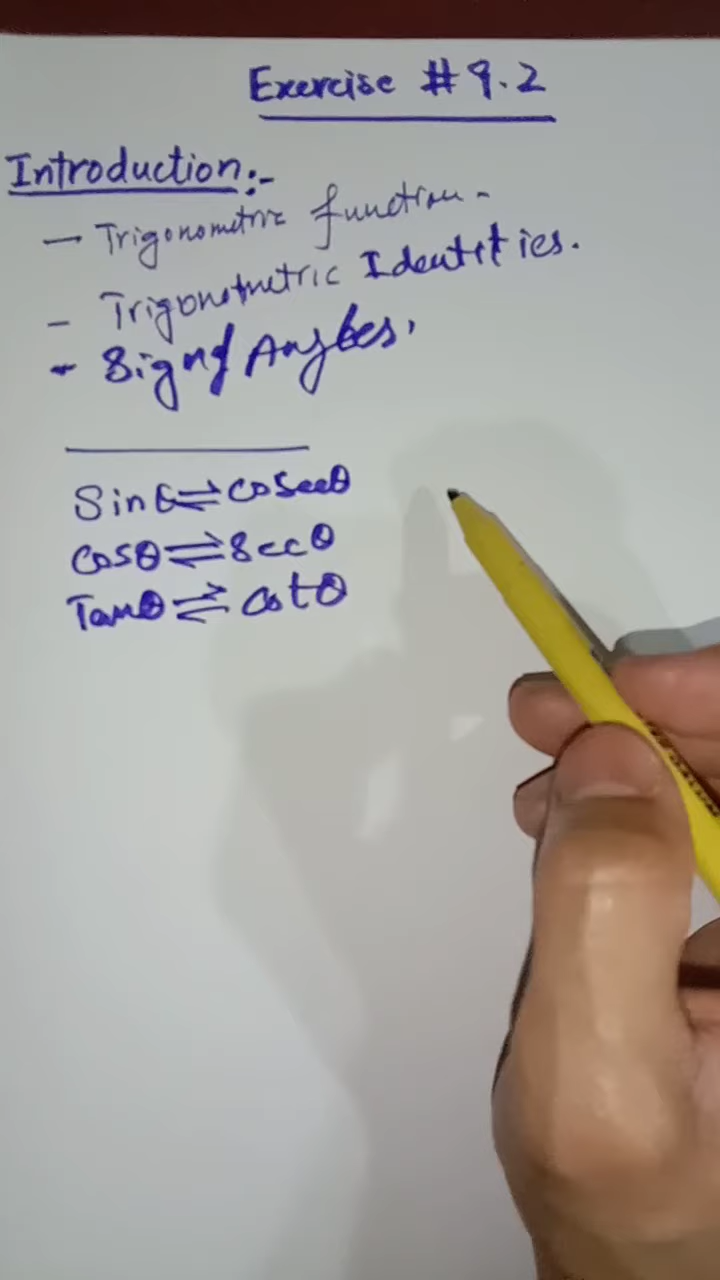 Exercise # 9.2
Introduction:-
- Trigonometric function.
- Trigonometric Identities.
- Sign of Angles.
Sinθ ⇌ Cosecθ
Cosθ ⇌ Secθ
Tanθ ⇌ Cotθ